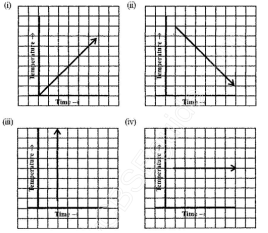 (i)
(ii)
Temperature →
Time →
Temperature →
Time →
(iii)
(iv)
Temperature →
Time →
Temperature →
Time →